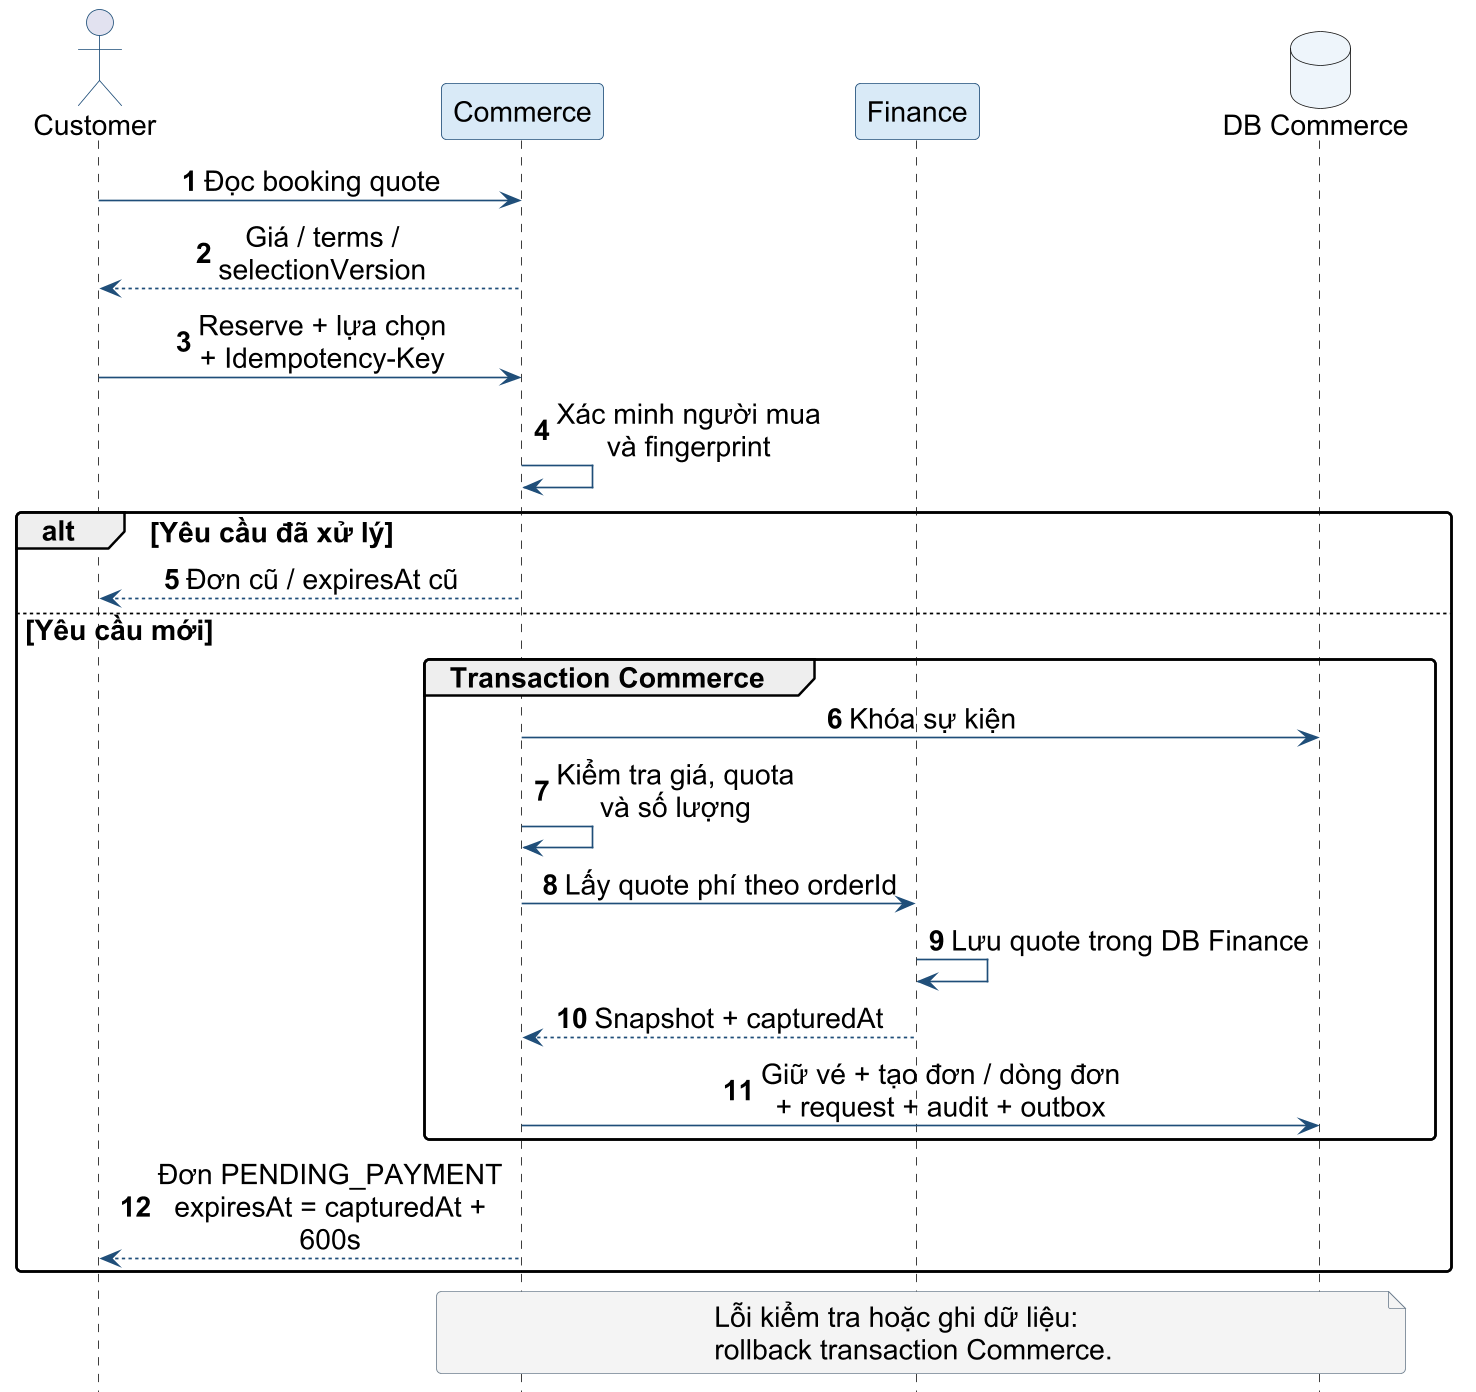 Customer
Commerce
Finance
DB Commerce
1 Đọc booking quote
2 Giá / terms /
selectionVersion
3 Reserve + lựa chọn
+ Idempotency-Key
4 Xác minh người mua
và fingerprint
alt [Yêu cầu đã xử lý]
5 Đơn cũ / expiresAt cũ
[Yêu cầu mới]
Transaction Commerce
6 Khóa sự kiện
7 Kiểm tra giá, quota
và số lượng
8 Lấy quote phí theo orderId
9 Lưu quote trong DB Finance
10 Snapshot + capturedAt
11 Giữ vé + tạo đơn / dòng đơn
+ request + audit + outbox
12 Đơn PENDING_PAYMENT
expiresAt = capturedAt +
600s
Lỗi kiểm tra hoặc ghi dữ liệu:
rollback transaction Commerce.